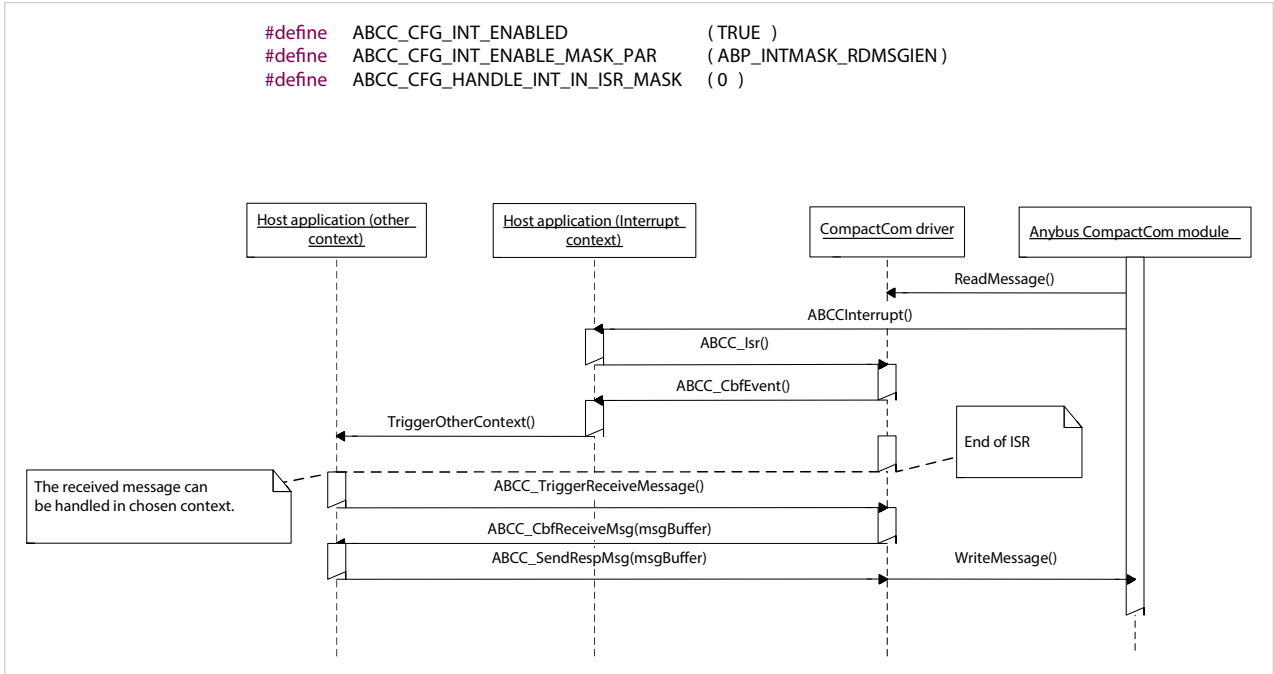 #define ABCC_CFG_INT_ENABLED ( TRUE )
#define ABCC_CFG_INT_ENABLE_MASK_PAR ( ABP_INTMASK_RDMSGIEN )
#define ABCC_CFG_HANDLE_INT_IN_ISR_MASK ( 0 )
Host application (other
context)
Host application (Interrupt
context)
CompactCom driver
Anybus CompactCom module
ReadMessage()
ABCCInterrupt()
ABCC_Isr()
ABCC_CbfEvent()
TriggerOtherContext()
End of ISR
The received message can
be handled in chosen context.
ABCC_TriggerReceiveMessage()
ABCC_CbfReceiveMsg(msgBuffer)
ABCC_SendRespMsg(msgBuffer)
WriteMessage()